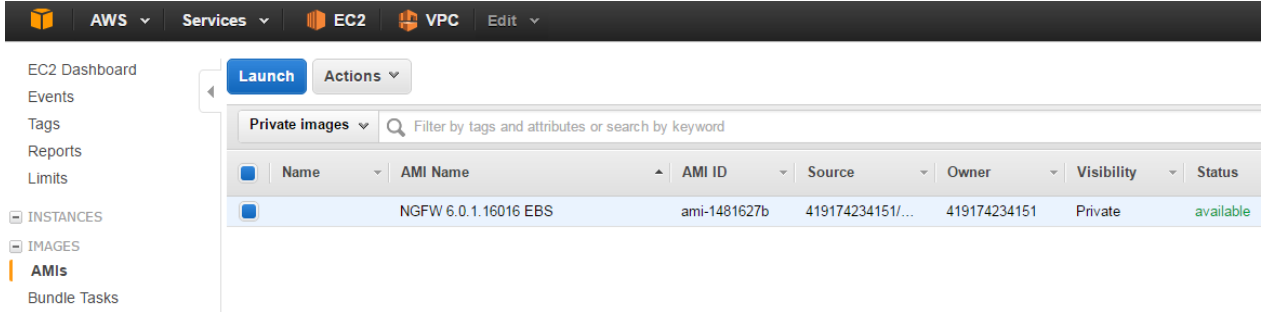 AWS Services EC2 VPC Edit
EC2 Dashboard
Events
Tags
Reports
Limits
INSTANCES
IMAGES
AMIs
Bundle Tasks
Launch Actions
Private images Filter by tags and attributes or search by keyword
Name AMI Name AMI ID Source Owner Visibility Status
NGFW 6.0.1.16016 EBS ami-1481627b 419174234151/... 419174234151 Private available